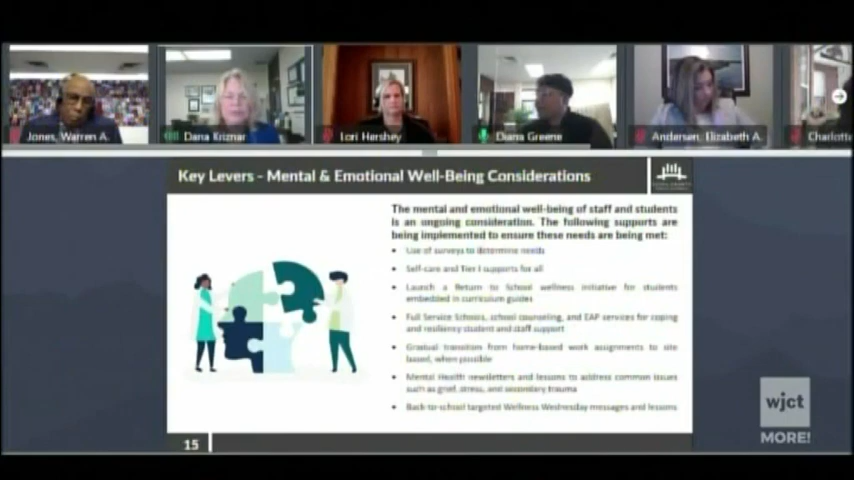 Jones, Warren A.
Dana Kriznar
Lori Hershey
Diana Greene
Andersen, Elizabeth A.
Charlotte
Key Levers - Mental & Emotional Well-Being Considerations
The mental and emotional well-being of staff and students
is an ongoing consideration. The following supports are
being implemented to ensure these needs are being met:
• Use of surveys to determine needs
• Self-care and Tier I supports for all
• Launch a Return to School wellness initiative for students
embedded in curriculum guides
• Full Service Schools, school counseling, and EAP services for coping
and resiliency student and staff support
• Gradual transition from home-based work assignments to site
based, when possible
• Mental Health newsletters and lessons to address common issues
such as grief, stress, and secondary trauma
• Back-to-school targeted Wellness Wednesday messages and lessons
15
wjct
MORE!